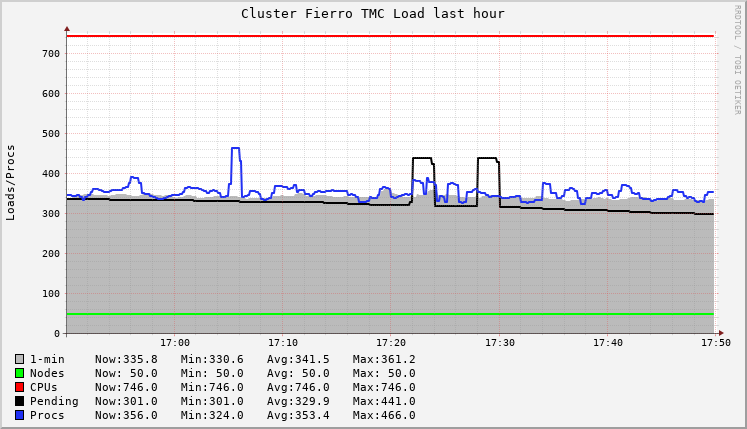 Cluster Fierro TMC Load last hour
RRDTOOL / TOBI OETIKER
Loads/Procs
700
600
500
400
300
200
100
0
17:00 17:10 17:20 17:30 17:40 17:50
1-min Now:335.8 Min:330.6 Avg:341.5 Max:361.2
Nodes Now: 50.0 Min: 50.0 Avg: 50.0 Max: 50.0
CPUs Now:746.0 Min:746.0 Avg:746.0 Max:746.0
Pending Now:301.0 Min:301.0 Avg:329.9 Max:441.0
Procs Now:356.0 Min:324.0 Avg:353.4 Max:466.0